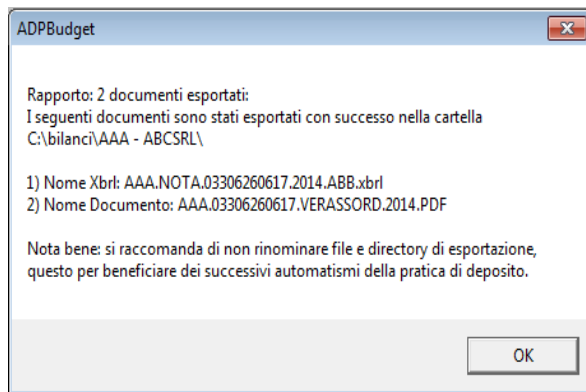 ADPBudget
Rapporto: 2 documenti esportati:
I seguenti documenti sono stati esportati con successo nella cartella
C:\bilanci\AAA - ABCSRL\
1) Nome Xbrl: AAA.NOTA.03306260617.2014.ABB.xbrl
2) Nome Documento: AAA.03306260617.VERASSORD.2014.PDF
Nota bene: si raccomanda di non rinominare file e directory di esportazione,
questo per beneficiare dei successivi automatismi della pratica di deposito.
OK